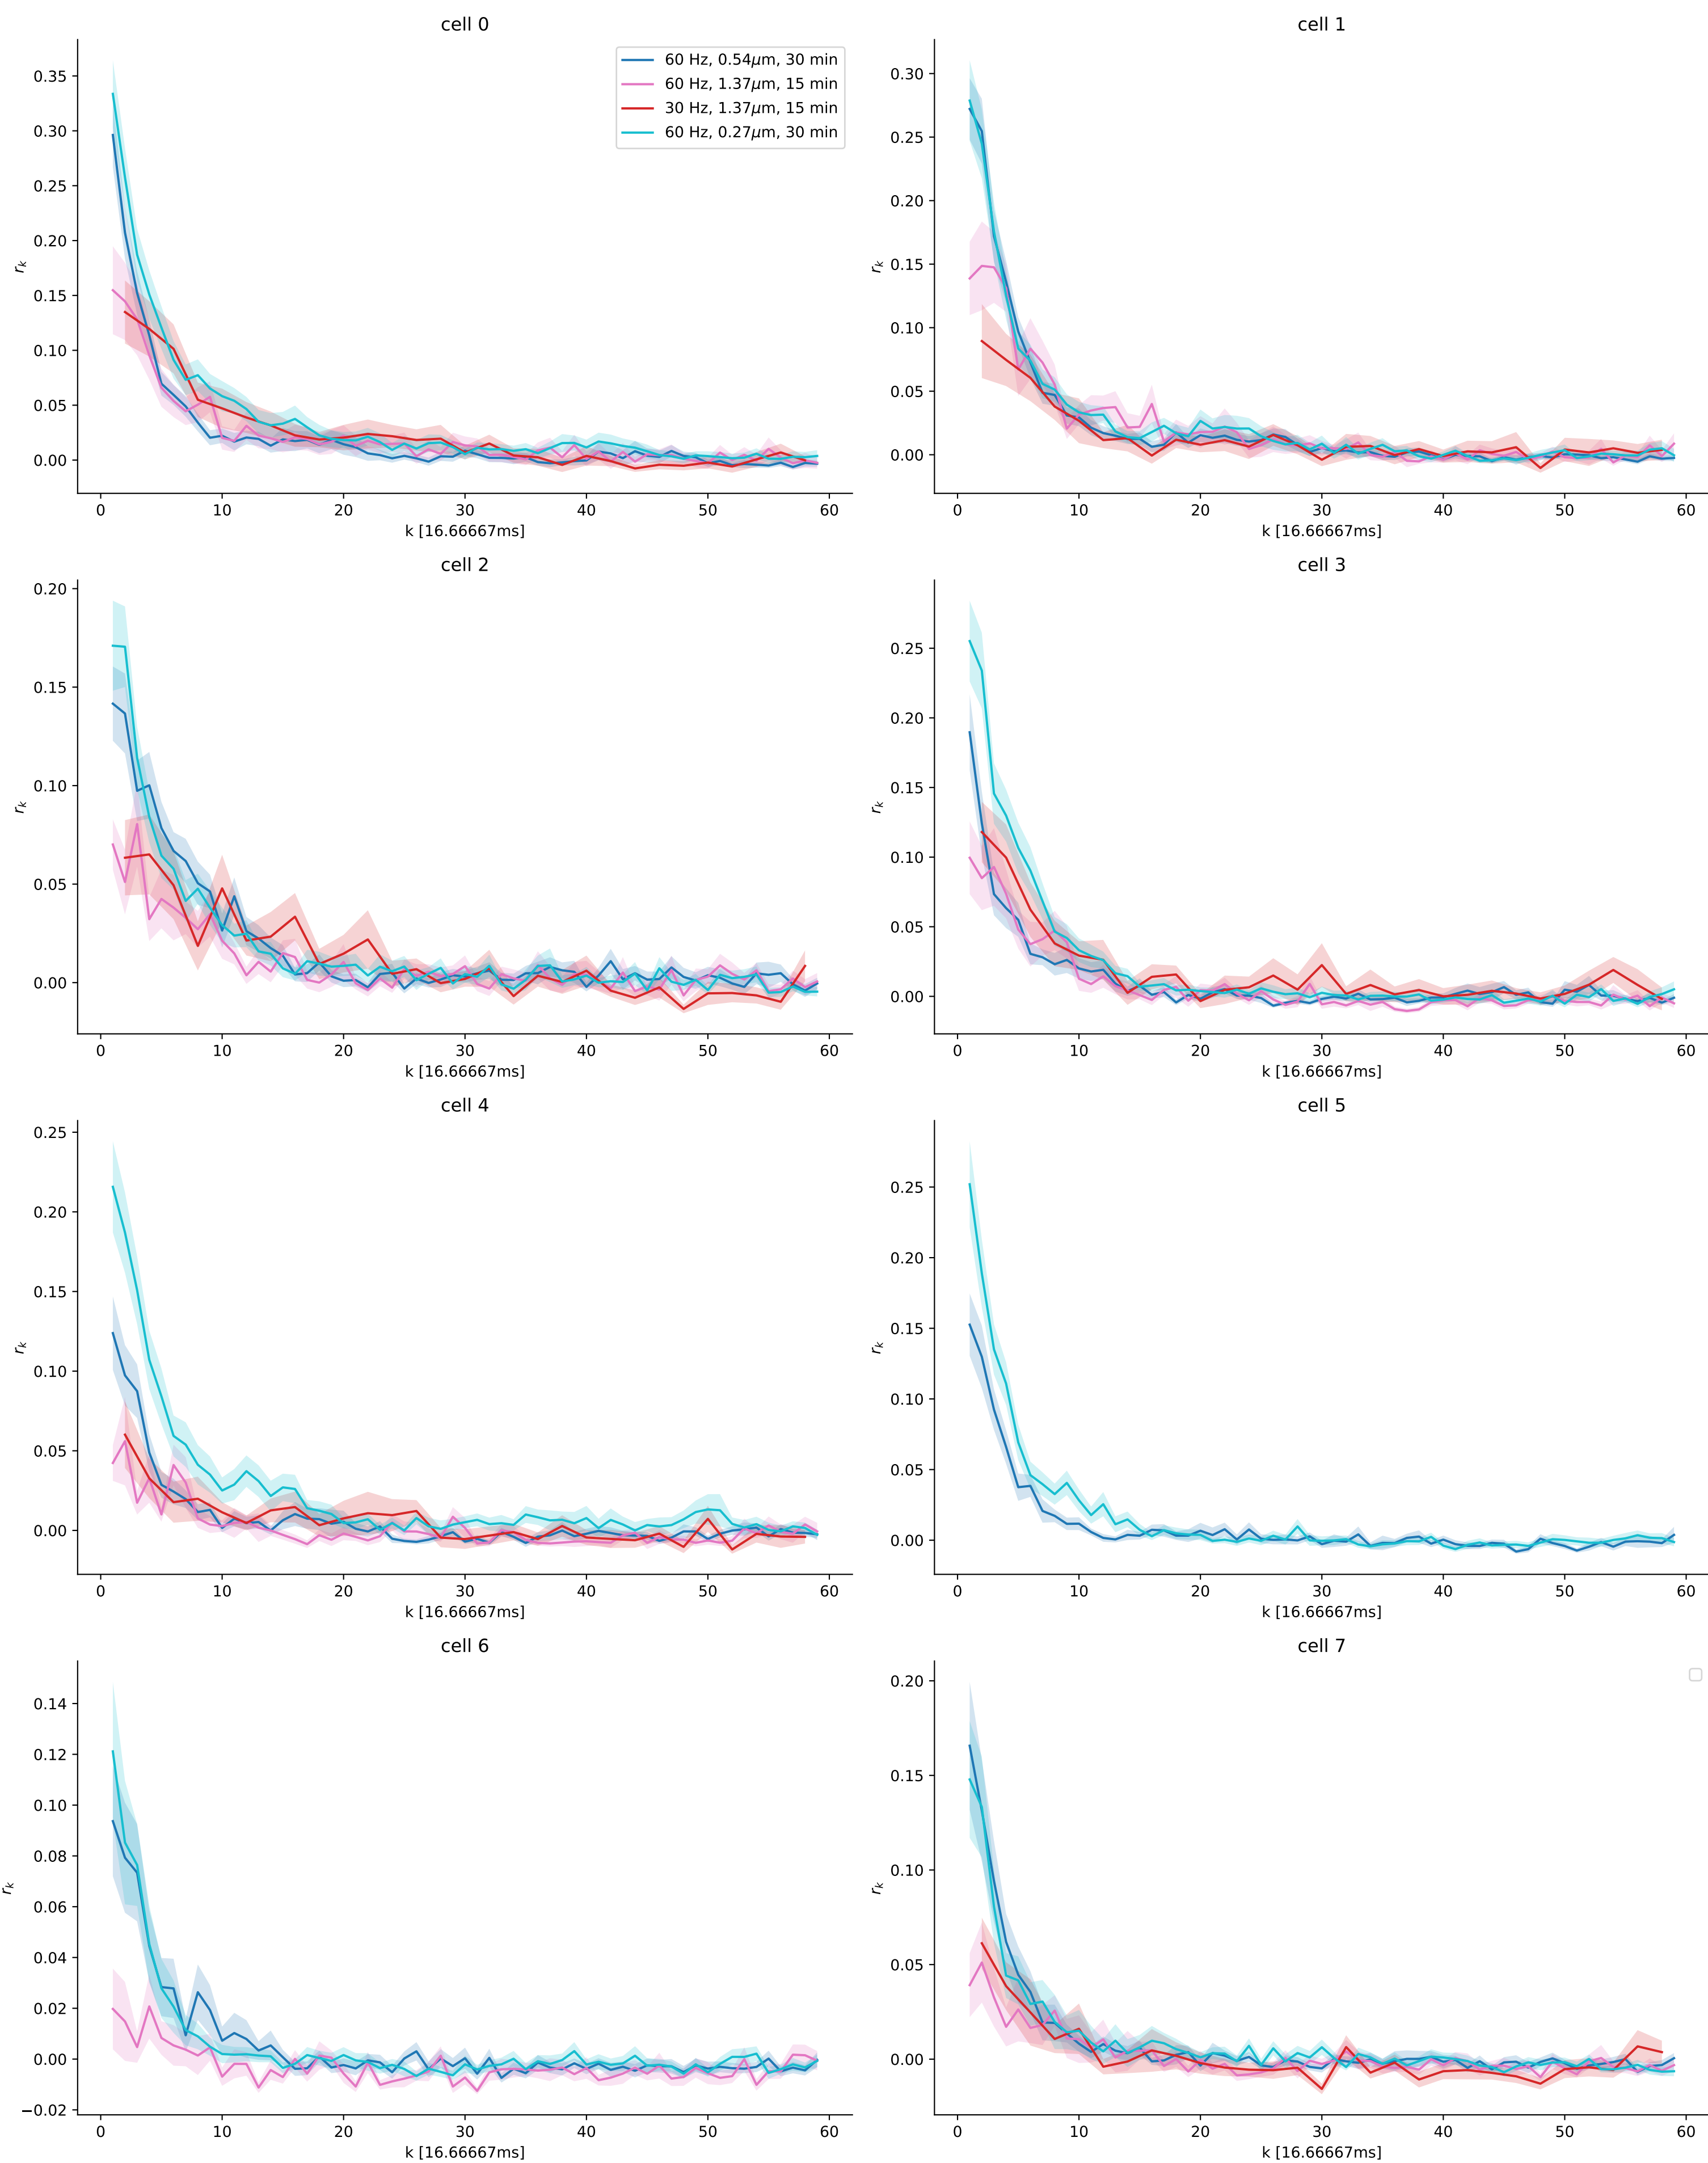 cell 0
60 Hz, 0.54μm, 30 min
60 Hz, 1.37μm, 15 min
30 Hz, 1.37μm, 15 min
60 Hz, 0.27μm, 30 min
0.35
0.30
0.25
0.20
0.15
0.10
0.05
0.00
r_k
0 10 20 30 40 50 60
k [16.66667ms]
cell 1
0.30
0.25
0.20
0.15
0.10
0.05
0.00
r_k
0 10 20 30 40 50 60
k [16.66667ms]
cell 2
0.20
0.15
0.10
0.05
0.00
r_k
0 10 20 30 40 50 60
k [16.66667ms]
cell 3
0.25
0.20
0.15
0.10
0.05
0.00
r_k
0 10 20 30 40 50 60
k [16.66667ms]
cell 4
0.25
0.20
0.15
0.10
0.05
0.00
r_k
0 10 20 30 40 50 60
k [16.66667ms]
cell 5
0.25
0.20
0.15
0.10
0.05
0.00
r_k
0 10 20 30 40 50 60
k [16.66667ms]
cell 6
0.14
0.12
0.10
0.08
0.06
0.04
0.02
0.00
−0.02
r_k
0 10 20 30 40 50 60
k [16.66667ms]
cell 7
0.20
0.15
0.10
0.05
0.00
r_k
0 10 20 30 40 50 60
k [16.66667ms]